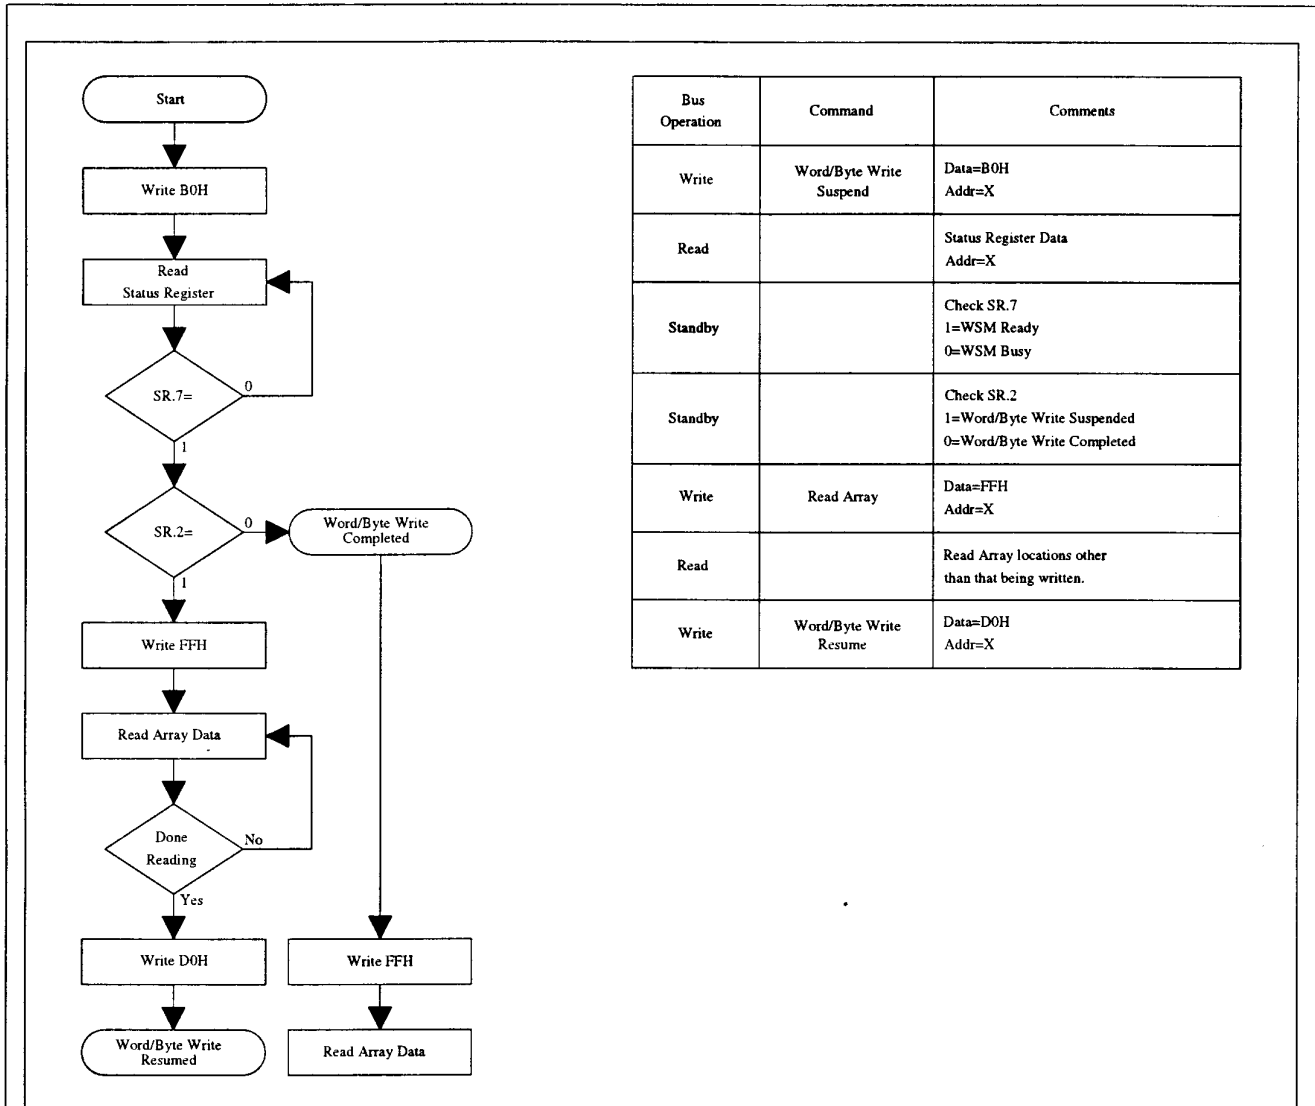 Start
Write B0H
Read
Status Register
SR.7=
0
1
SR.2=
0
Word/Byte Write
Completed
1
Write FFH
Read Array Data
Done
Reading
No
Yes
Write D0H
Write FFH
Word/Byte Write
Resumed
Read Array Data
Bus
Operation
Command
Comments
Write
Word/Byte Write
Suspend
Data=B0H
Addr=X
Read
Status Register Data
Addr=X
Standby
Check SR.7
1=WSM Ready
0=WSM Busy
Standby
Check SR.2
1=Word/Byte Write Suspended
0=Word/Byte Write Completed
Write
Read Array
Data=FFH
Addr=X
Read
Read Array locations other
than that being written.
Write
Word/Byte Write
Resume
Data=D0H
Addr=X